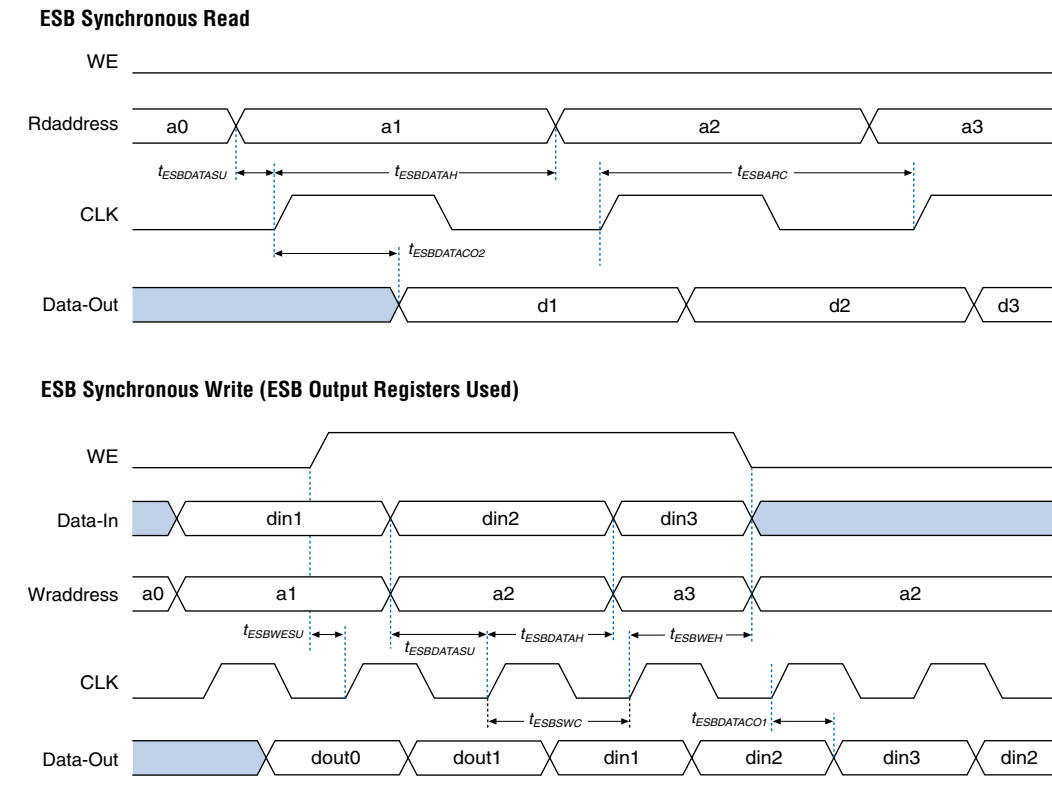 ESB Synchronous Read
WE
Rdaddress a0 a1 a2 a3
tESBDATASU tESBDATAH tESBARC
CLK
tESBDATACO2
Data-Out d1 d2 d3
ESB Synchronous Write (ESB Output Registers Used)
WE
Data-In din1 din2 din3
Wraddress a0 a1 a2 a3 a2
tESBWESU tESBDATASU tESBDATAH tESBWEH
CLK
tESBSWC tESBDATACO1
Data-Out dout0 dout1 din1 din2 din3 din2